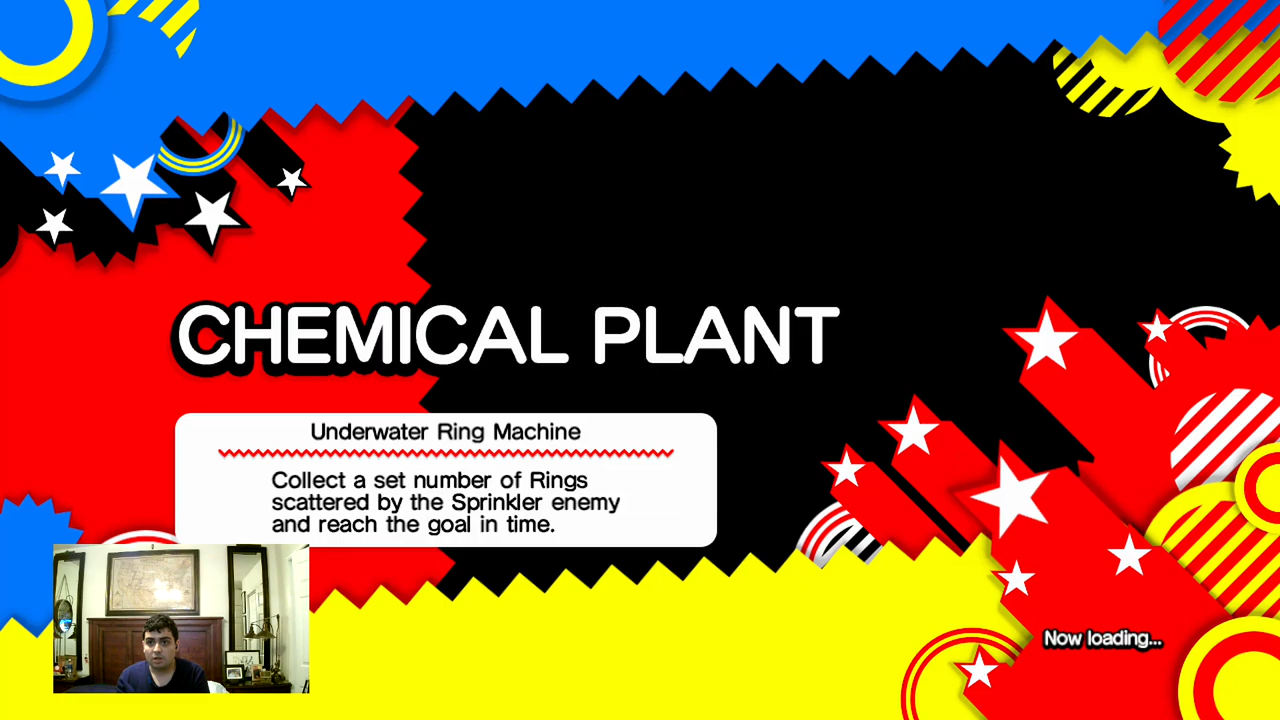 CHEMICAL PLANT
Underwater Ring Machine
Collect a set number of Rings
scattered by the Sprinkler enemy
and reach the goal in time.
Now loading...